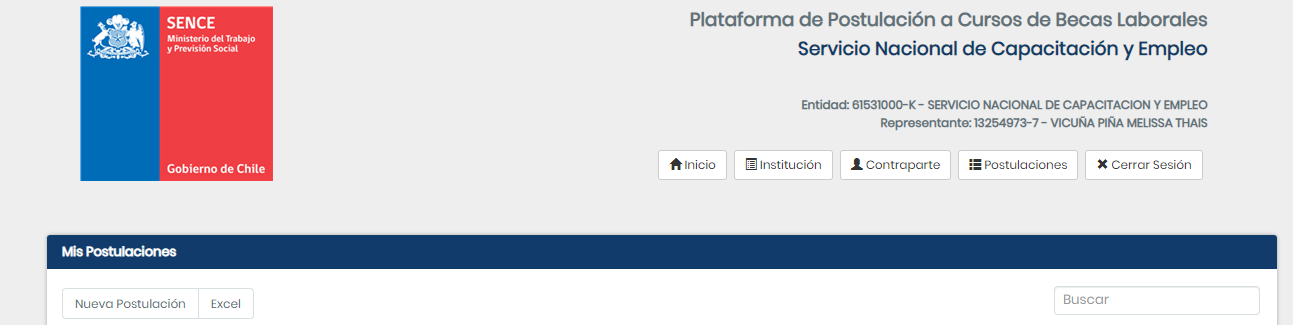 SENCE
Ministerio del Trabajo
y Previsión Social
Gobierno de Chile
Plataforma de Postulación a Cursos de Becas Laborales
Servicio Nacional de Capacitación y Empleo
Entidad: 61531000-K - SERVICIO NACIONAL DE CAPACITACION Y EMPLEO
Representante: 13254973-7 - VICUÑA PIÑA MELISSA THAIS
Inicio Institución Contraparte Postulaciones Cerrar Sesión
Mis Postulaciones
Nueva Postulación Excel Buscar